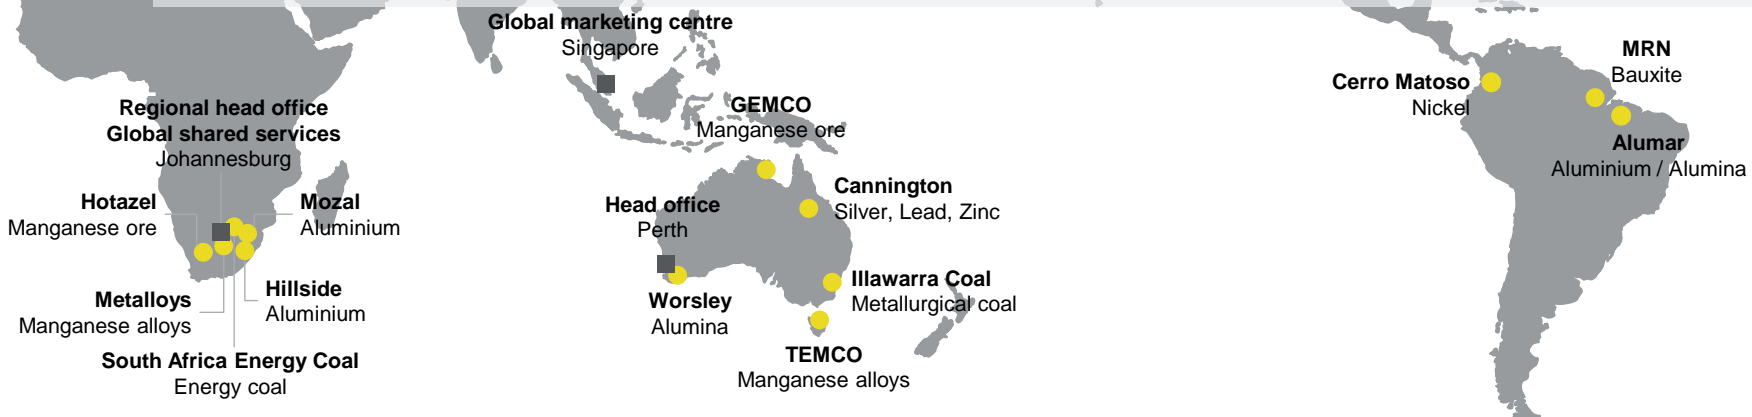 Global marketing centre
Singapore
MRN
Bauxite
Cerro Matoso
Nickel
Regional head office
Global shared services
Johannesburg
GEMCO
Manganese ore
Alumar
Aluminium / Alumina
Hotazel
Manganese ore
Mozal
Aluminium
Head office
Perth
Cannington
Silver, Lead, Zinc
Metalloys
Manganese alloys
Hillside
Aluminium
Worsley
Alumina
Illawarra Coal
Metallurgical coal
South Africa Energy Coal
Energy coal
TEMCO
Manganese alloys